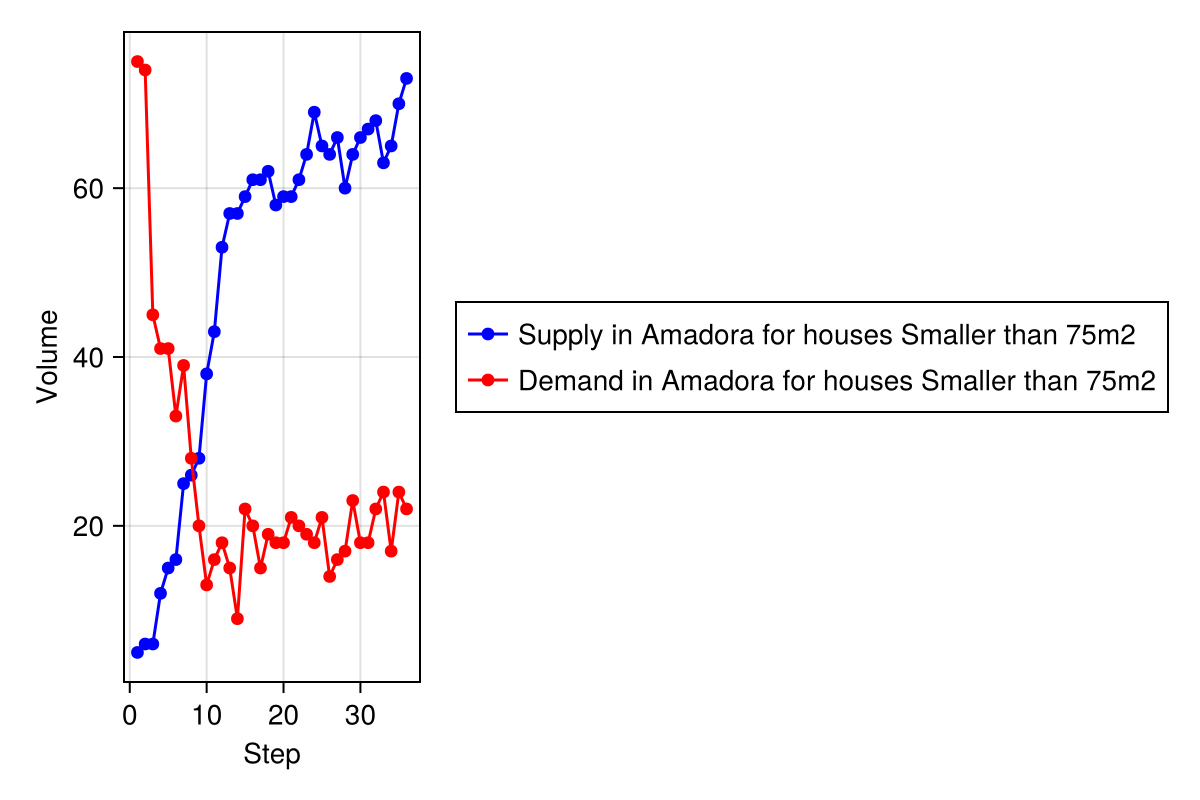 60
40
20
Volume
0 10 20 30
Step
Supply in Amadora for houses Smaller than 75m2
Demand in Amadora for houses Smaller than 75m2